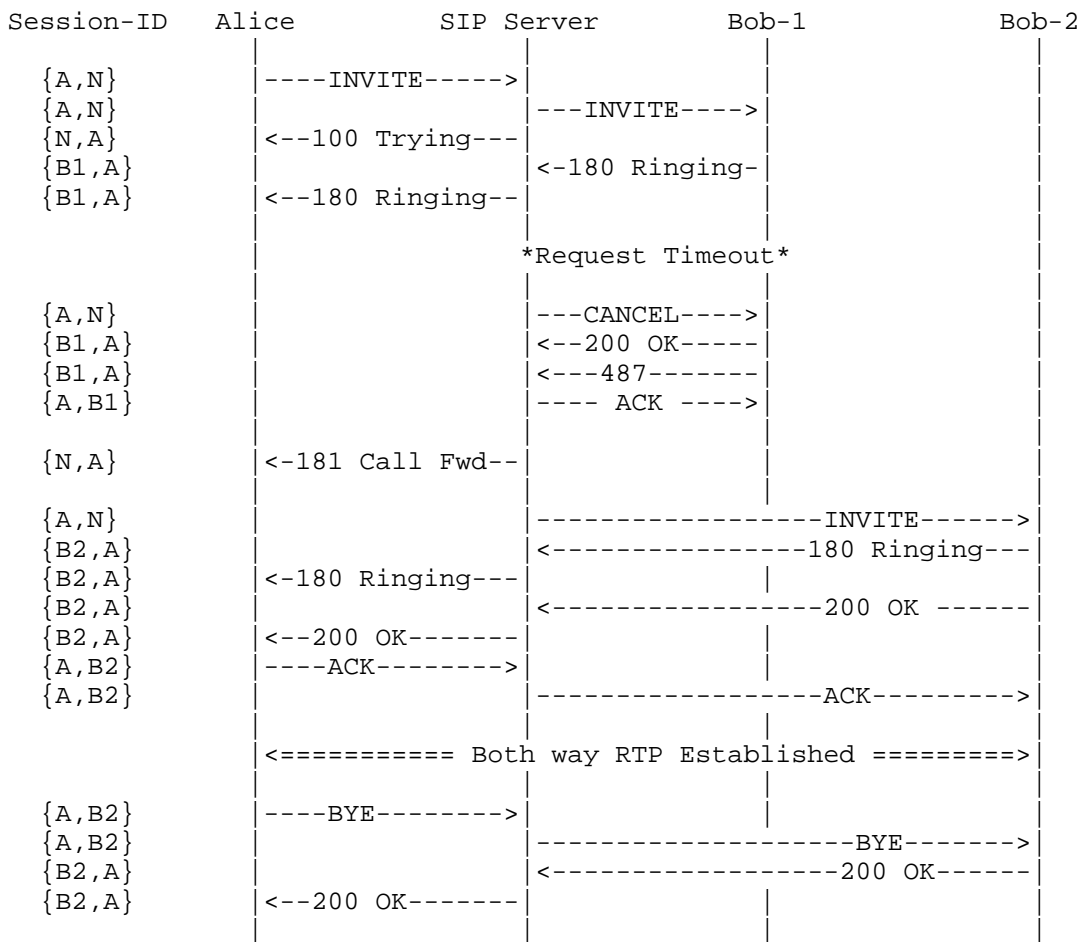 Session-ID   Alice            SIP Server            Bob-1                 Bob-2
                |                  |                  |                    |
  {A,N}         |----INVITE----->|                  |                    |
  {A,N}         |                  |---INVITE---->|                    |
  {N,A}         |<--100 Trying---|                  |                    |
  {B1,A}        |                  |<-180 Ringing-|                    |
  {B1,A}        |<--180 Ringing--|                  |                    |
                |                  |                  |                    |
                |                 *Request Timeout*                   |
                |                  |                  |                    |
  {A,N}         |                  |---CANCEL---->|                    |
  {B1,A}        |                  |<--200 OK-----|                    |
  {B1,A}        |                  |<---487-------|                    |
  {A,B1}        |                  |---- ACK ---->|                    |
                |                  |                  |                    |
  {N,A}         |<-181 Call Fwd--|                  |                    |
                |                  |                  |                    |
  {A,N}         |                  |------------------INVITE------>|
  {B2,A}        |                  |<----------------180 Ringing---|
  {B2,A}        |<-180 Ringing---|                  |                    |
  {B2,A}        |                  |<-----------------200 OK ------|
  {B2,A}        |<--200 OK-------|                  |                    |
  {A,B2}        |----ACK-------->|                  |                    |
  {A,B2}        |                  |------------------ACK--------->|
                |                  |                  |                    |
                |<=========== Both way RTP Established =========>|
                |                  |                  |                    |
  {A,B2}        |----BYE-------->|                  |                    |
  {A,B2}        |                  |--------------------BYE------->|
  {B2,A}        |                  |<------------------200 OK------|
  {B2,A}        |<--200 OK-------|                  |                    |
                |                  |                  |                    |